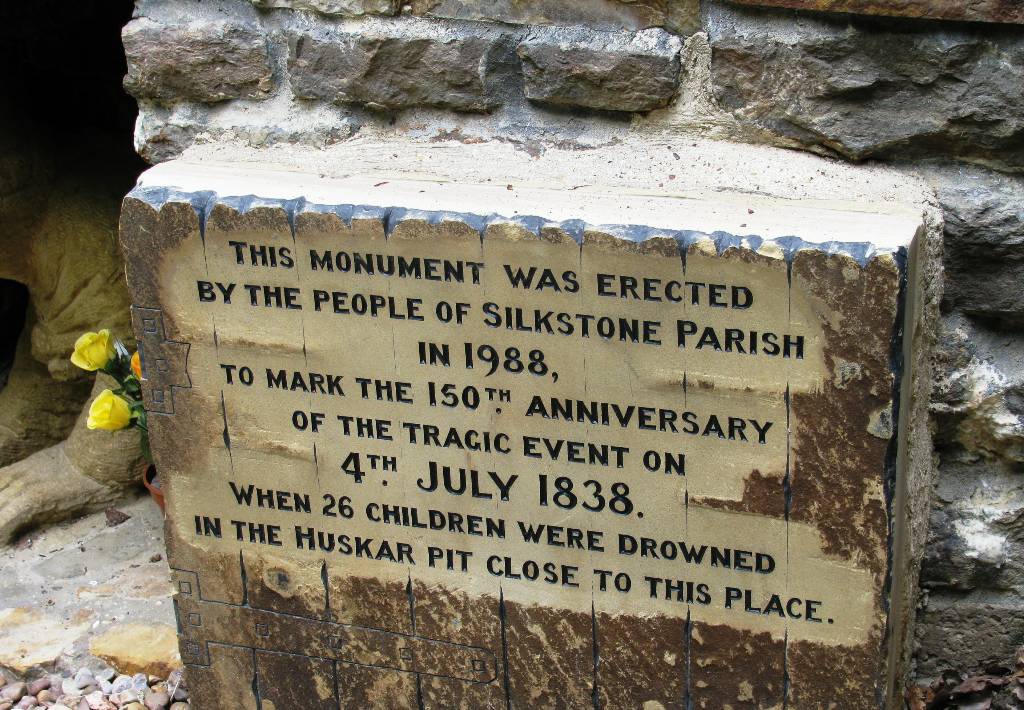 THIS MONUMENT WAS ERECTED
BY THE PEOPLE OF SILKSTONE PARISH
IN 1988,
TO MARK THE 150TH. ANNIVERSARY
OF THE TRAGIC EVENT ON
4TH. JULY 1838.
WHEN 26 CHILDREN WERE DROWNED
IN THE HUSKAR PIT CLOSE TO THIS PLACE.